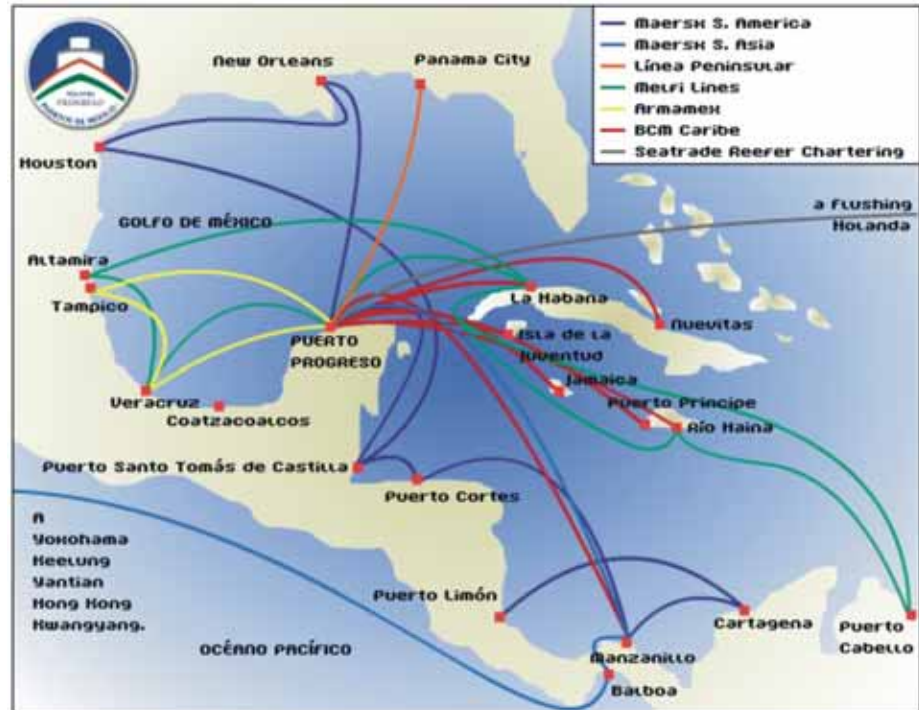 New Orleans
Panama City
Maersk S. America
Maersk S. Asia
Línea Peninsular
Melfi Lines
Armamex
BCM Caribe
Seatrade Reefer Chartering
PROGRESO
Houston
GOLFO DE MÉXICO
a Flushing
Holanda
Altamira
Tampico
La Habana
Nuevitas
PUERTO
PROGRESO
Isla de la
Juventud
Jamaica
Veracruz
Coatzacoalcos
Puerto Principe
Río Haina
Puerto Santo Tomás de Castilla
Puerto Cortes
A
Yokohama
Keelung
Yantian
Hong Kong
Kwangyang.
Puerto Limón
Cartagena
Puerto
Cabello
OCÉANO PACÍFICO
Manzanillo
Balboa